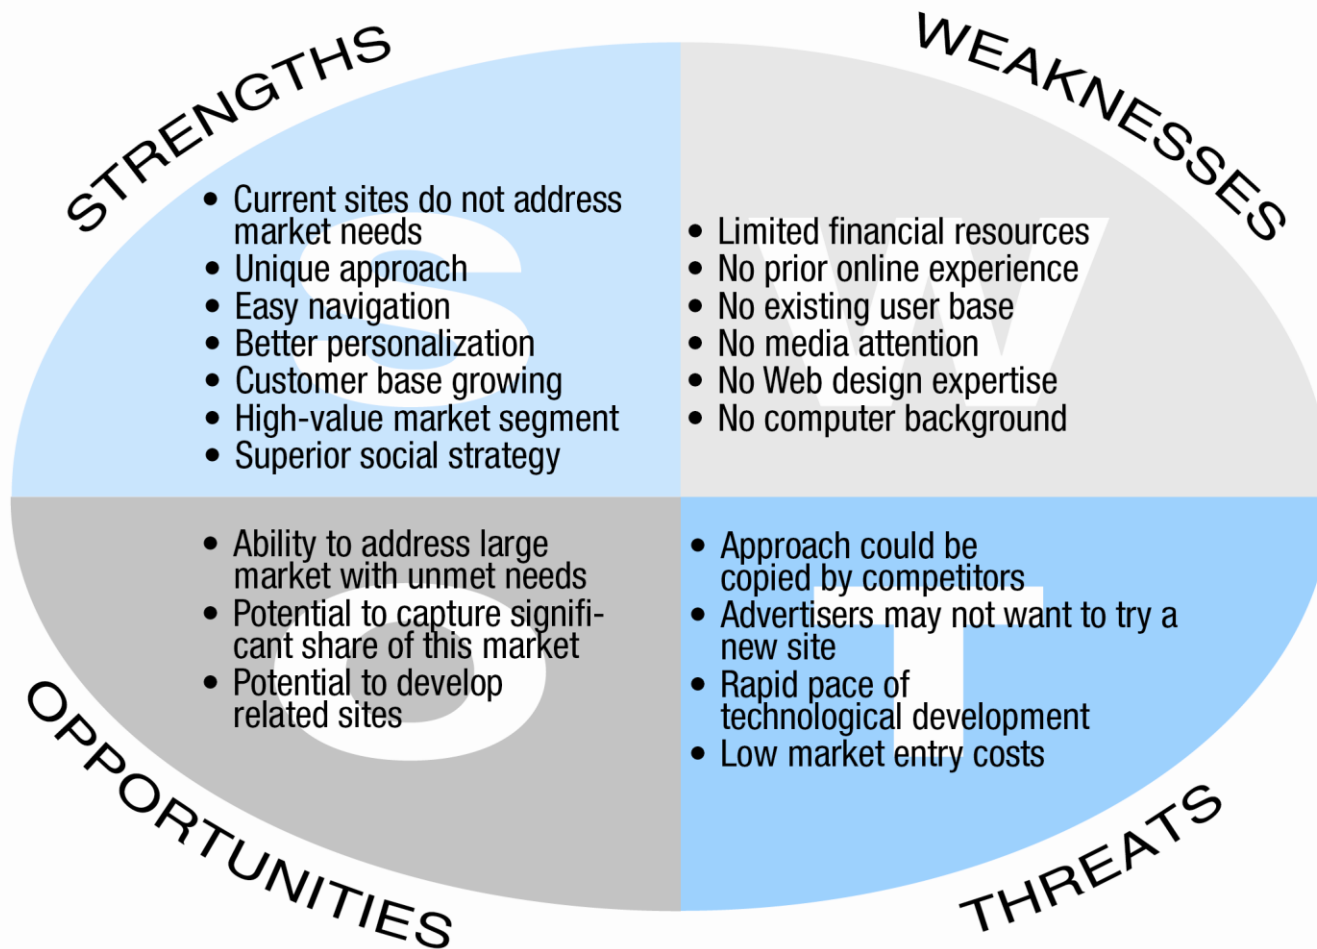 STRENGTHS
• Current sites do not address
market needs
• Unique approach
• Easy navigation
• Better personalization
• Customer base growing
• High-value market segment
• Superior social strategy
S
WEAKNESSES
• Limited financial resources
• No prior online experience
• No existing user base
• No media attention
• No Web design expertise
• No computer background
W
OPPORTUNITIES
• Ability to address large
market with unmet needs
• Potential to capture signifi-
cant share of this market
• Potential to develop
related sites
O
THREATS
• Approach could be
copied by competitors
• Advertisers may not want to try a
new site
• Rapid pace of
technological development
• Low market entry costs
T